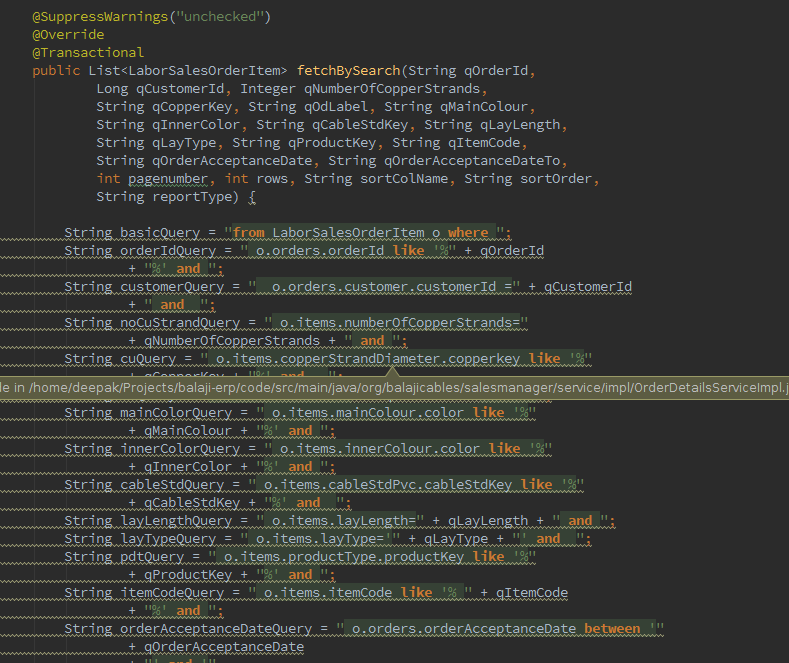 @SuppressWarnings("unchecked")
@Override
@Transactional
public List<LaborSalesOrderItem> fetchBySearch(String qOrderId,
Long qCustomerId, Integer qNumberOfCopperStrands,
String qCopperKey, String qOdLabel, String qMainColour,
String qInnerColor, String qCableStdKey, String qLayLength,
String qLayType, String qProductKey, String qItemCode,
String qOrderAcceptanceDate, String qOrderAcceptanceDateTo,
int pagenumber, int rows, String sortColName, String sortOrder,
String reportType) {
String basicQuery = "from LaborSalesOrderItem o where ";
String orderIdQuery = " o.orders.orderId like '%" + qOrderId
+ "%' and ";
String customerQuery = "  o.orders.customer.customerId =" + qCustomerId
+ " and  ";
String noCuStrandQuery = " o.items.numberOfCopperStrands="
+ qNumberOfCopperStrands + " and ";
String cuQuery = " o.items.copperStrandDiameter.copperkey like '%"
+ qCopperKey + "%' and ";
le in /home/deepak/Projects/balaji-erp/code/src/main/java/org/balajicables/salesmanager/service/impl/OrderDetailsServiceImpl.j
String mainColorQuery = " o.items.mainColour.color like '%"
+ qMainColour + "%' and ";
String innerColorQuery = " o.items.innerColour.color like '%"
+ qInnerColor + "%' and ";
String cableStdQuery = " o.items.cableStdPvc.cableStdKey like '%"
+ qCableStdKey + "%' and  ";
String layLengthQuery = " o.items.layLength=" + qLayLength + " and ";
String layTypeQuery = " o.items.layType='" + qLayType + "' and  ";
String pdtQuery = " o.items.productType.productKey like '%"
+ qProductKey + "%' and ";
String itemCodeQuery = " o.items.itemCode like '% " + qItemCode
+ "%' and ";
String orderAcceptanceDateQuery = " o.orders.orderAcceptanceDate between '"
+ qOrderAcceptanceDate
+ "' and '"